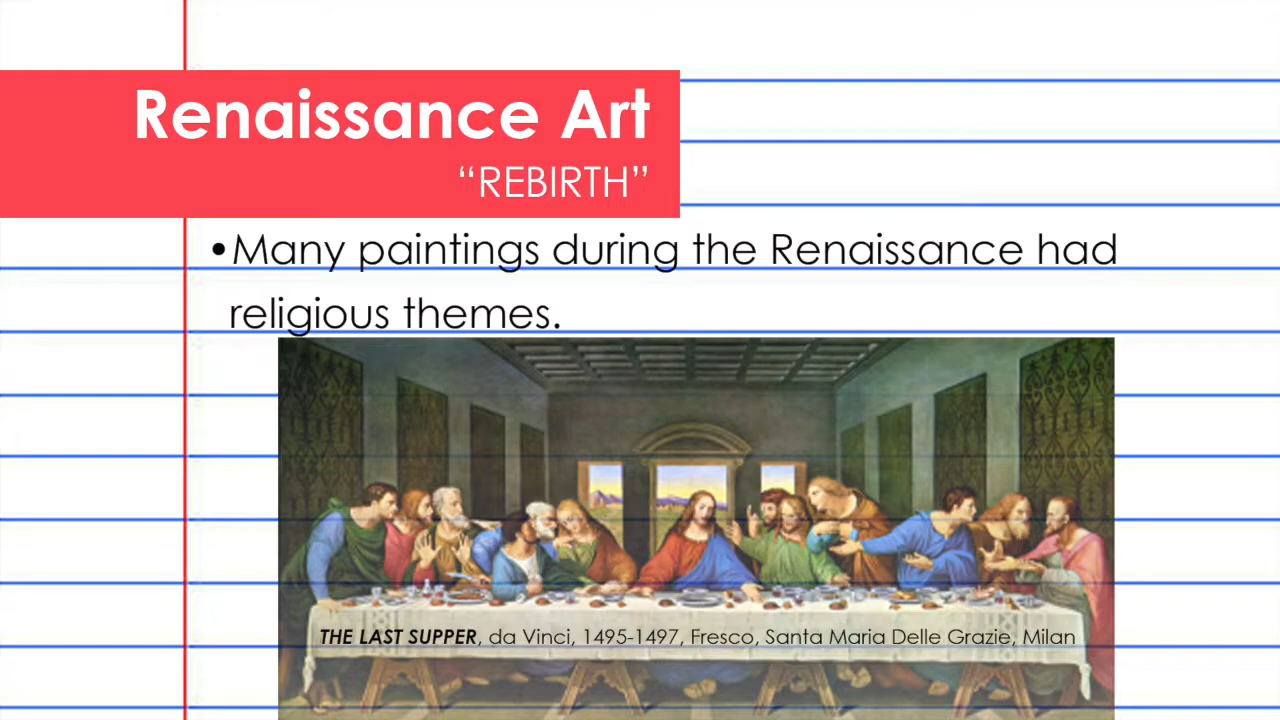 Renaissance Art
“REBIRTH”
•Many paintings during the Renaissance had
religious themes.
THE LAST SUPPER, da Vinci, 1495-1497, Fresco, Santa Maria Delle Grazie, Milan